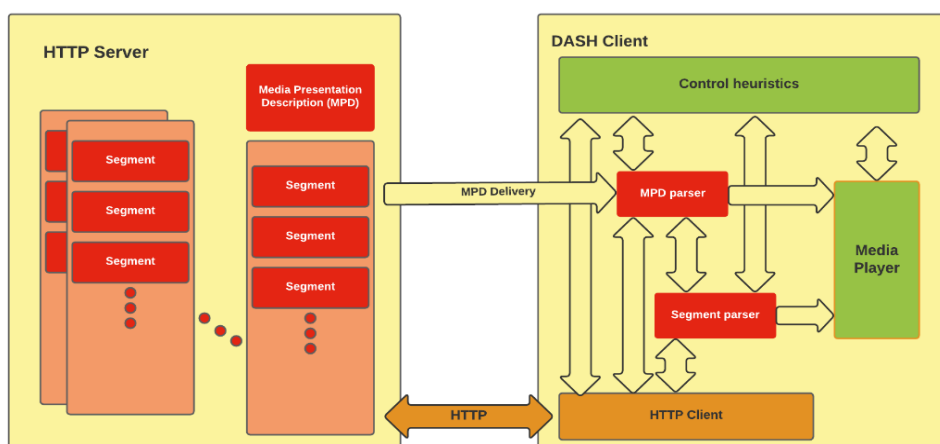 HTTP Server
Media Presentation
Description (MPD)
Segment
Segment
Segment
Segment
Segment
Segment
MPD Delivery
HTTP
DASH Client
Control heuristics
MPD parser
Media
Player
Segment parser
HTTP Client